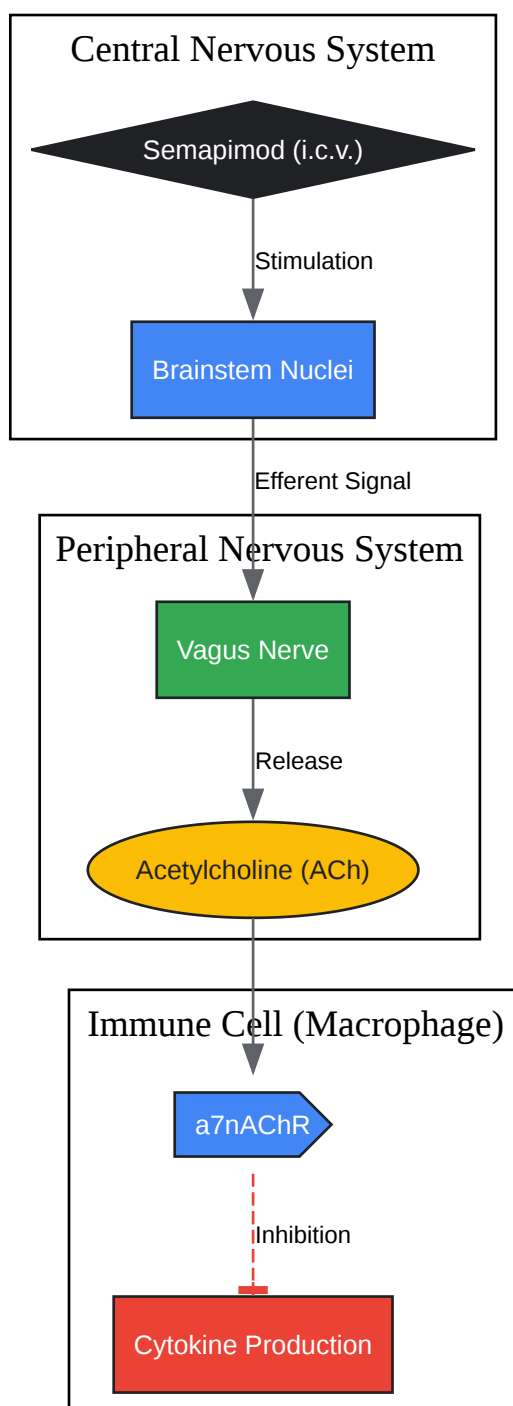 Central Nervous System
Semapimod (i.c.v.)
Stimulation
Brainstem Nuclei
Efferent Signal
Peripheral Nervous System
Vagus Nerve
Release
Acetylcholine (ACh)
Immune Cell (Macrophage)
a7nAChR
Inhibition
Cytokine Production